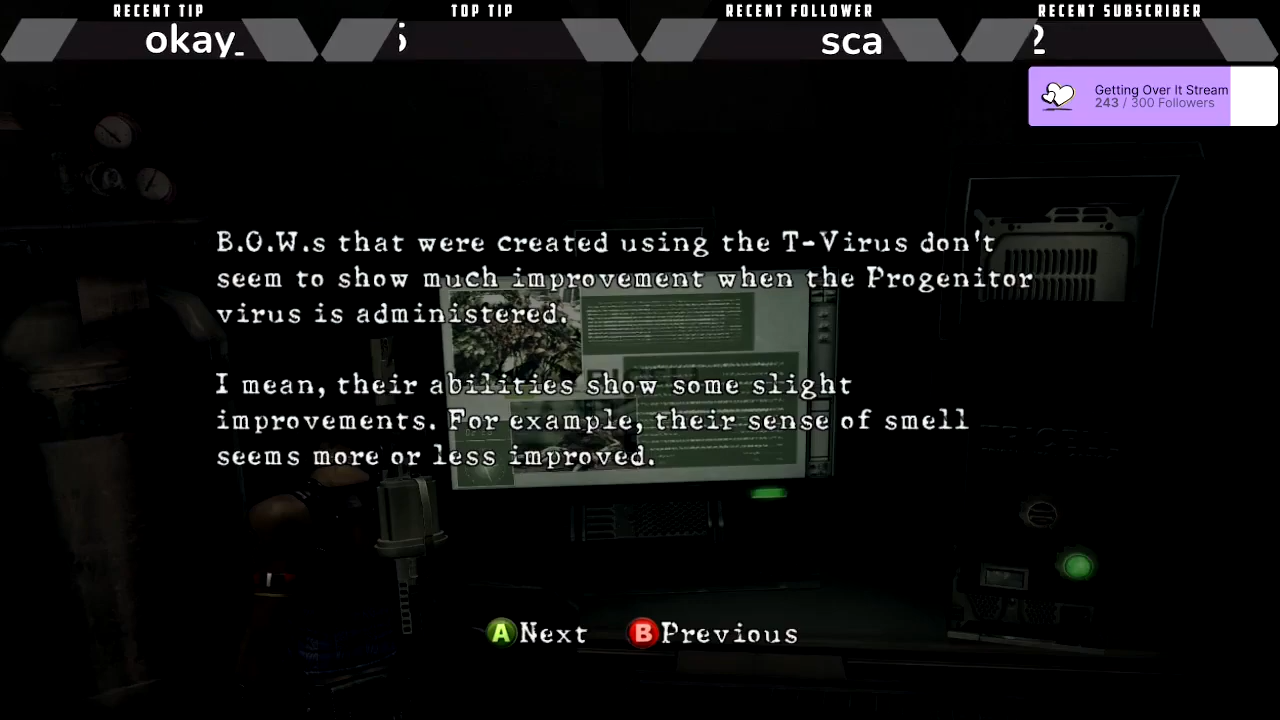 RECENT TIP
TOP TIP
RECENT FOLLOWER
RECENT SUBSCRIBER
okay_
sca
2
Getting Over It Stream
243 / 300 Followers
B.O.W.s that were created using the T-Virus don't
seem to show much improvement when the Progenitor
virus is administered.
I mean, their abilities show some slight
improvements. For example, their sense of smell
seems more or less improved.
A Next
B Previous